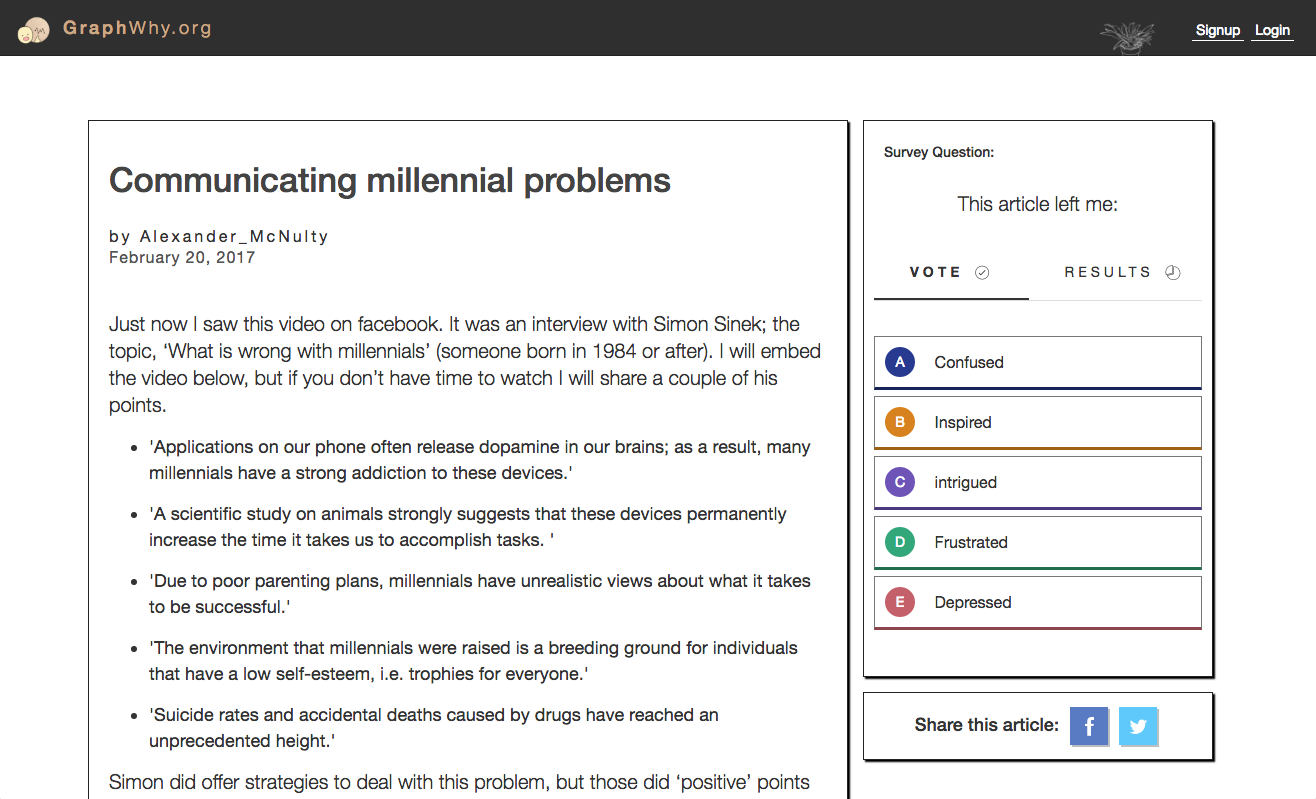 GraphWhy.org
Signup Login
Communicating millennial problems
by Alexander_McNulty
February 20, 2017
Just now I saw this video on facebook. It was an interview with Simon Sinek; the
topic, ‘What is wrong with millennials’ (someone born in 1984 or after). I will embed
the video below, but if you don’t have time to watch I will share a couple of his
points.
• 'Applications on our phone often release dopamine in our brains; as a result, many
millennials have a strong addiction to these devices.'
• 'A scientific study on animals strongly suggests that these devices permanently
increase the time it takes us to accomplish tasks. '
• 'Due to poor parenting plans, millennials have unrealistic views about what it takes
to be successful.'
• 'The environment that millennials were raised is a breeding ground for individuals
that have a low self-esteem, i.e. trophies for everyone.'
• 'Suicide rates and accidental deaths caused by drugs have reached an
unprecedented height.'
Simon did offer strategies to deal with this problem, but those did ‘positive’ points
Survey Question:
This article left me:
VOTE RESULTS
A Confused
B Inspired
C intrigued
D Frustrated
E Depressed
Share this article: f